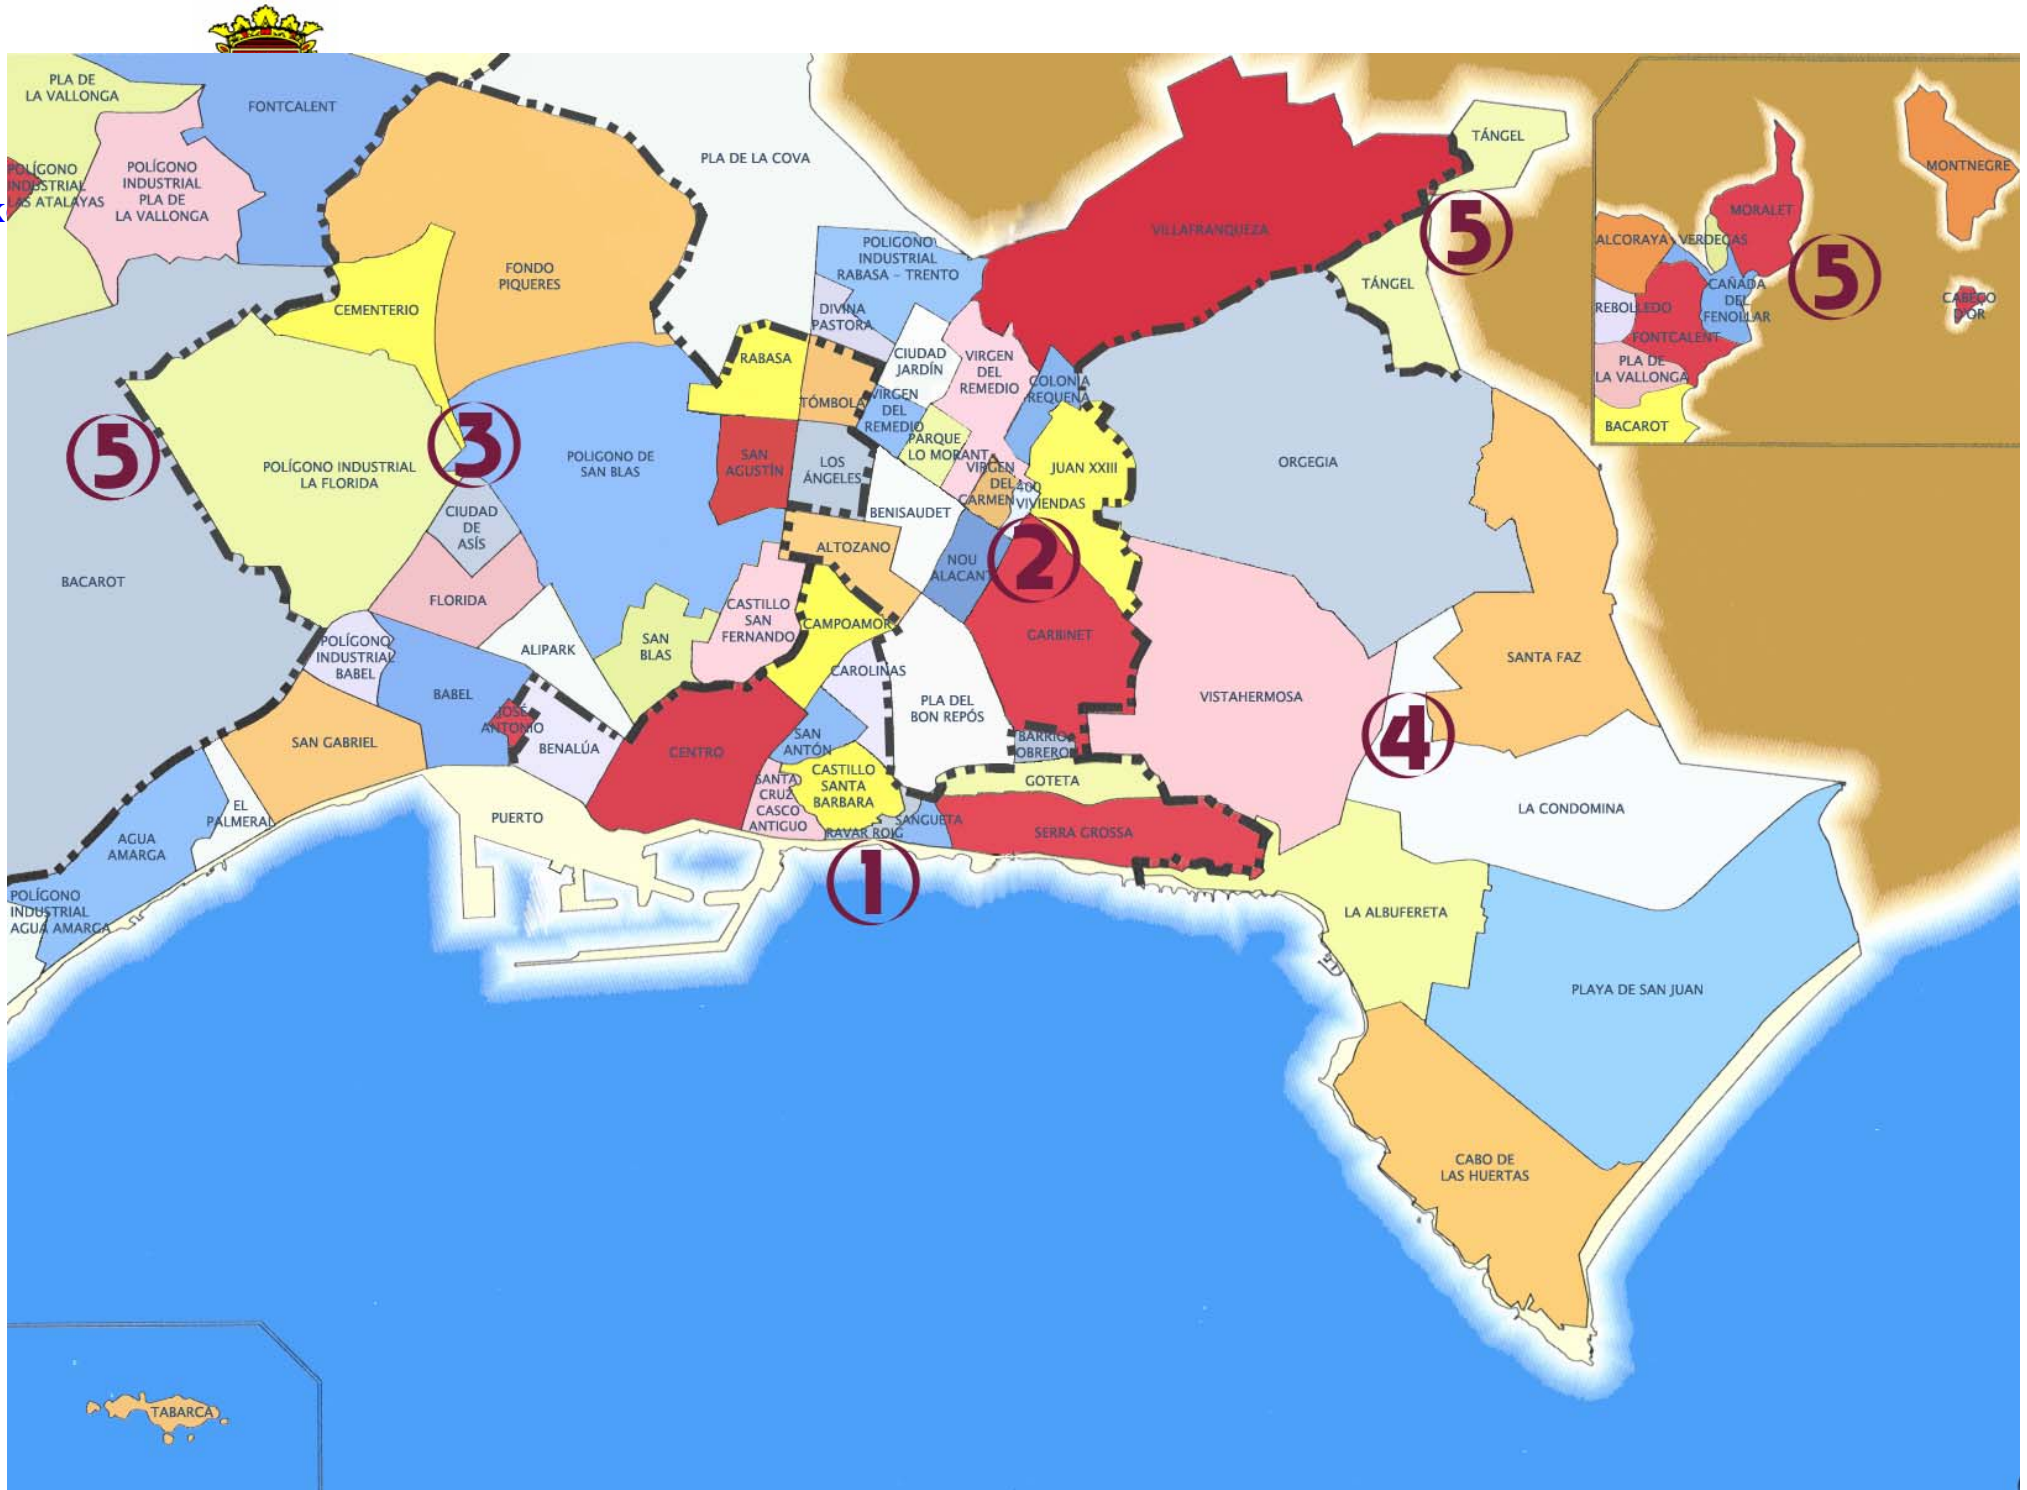 PLA DE
LA VALLONGA
FONTCALENT
POLÍGONO
INDUSTRIAL
LAS ATALAYAS
POLÍGONO
INDUSTRIAL
PLA DE
LA VALLONGA
PLA DE LA COVA
FONDO
PIQUERES
CEMENTERIO
POLIGONO
INDUSTRIAL
RABASA - TRENTO
DIVINA
PASTORA
VILLAFRANQUEZA
TÁNGEL
5
TÁNGEL
MONTNEGRE
MORALET
ALCORAYA
VERDEGAS
5
CAÑADA
DEL
FENOLLAR
CABEÇO
D'OR
REBOLLEDO
FONTCALENT
PLA DE
LA VALLONGA
BACAROT
RABASA
CIUDAD
JARDÍN
VIRGEN
DEL
REMEDIO
COLONIA
REQUENA
TÓMBOLA
VIRGEN
DEL
REMEDIO
PARQUE
LO MORANT
5
3
POLÍGONO INDUSTRIAL
LA FLORIDA
POLIGONO DE
SAN BLAS
SAN
AGUSTÍN
LOS
ÁNGELES
VIRGEN
DEL
CARMEN
400
VIVIENDAS
JUAN XXIII
ORGEGIA
CIUDAD
DE
ASÍS
BENISAUDET
ALTOZANO
NOU
ALACANT
2
BACAROT
FLORIDA
CASTILLO
SAN
FERNANDO
CAMPOAMOR
GARBINET
POLÍGONO
INDUSTRIAL
BABEL
ALIPARK
SAN
BLAS
CAROLINAS
SANTA FAZ
BABEL
JOSÉ
ANTONIO
PLA DEL
BON REPÓS
VISTAHERMOSA
SAN GABRIEL
BENALÚA
CENTRO
SAN
ANTÓN
BARRIO
OBRERO
4
SANTA
CRUZ
CASCO
ANTIGUO
CASTILLO
SANTA
BARBARA
GOTETA
LA CONDOMINA
EL
PALMERAL
PUERTO
RAVAR ROIG
SANGUETA
SERRA GROSSA
AGUA
AMARGA
1
POLÍGONO
INDUSTRIAL
AGUA AMARGA
LA ALBUFERETA
PLAYA DE SAN JUAN
CABO DE
LAS HUERTAS
TABARCA